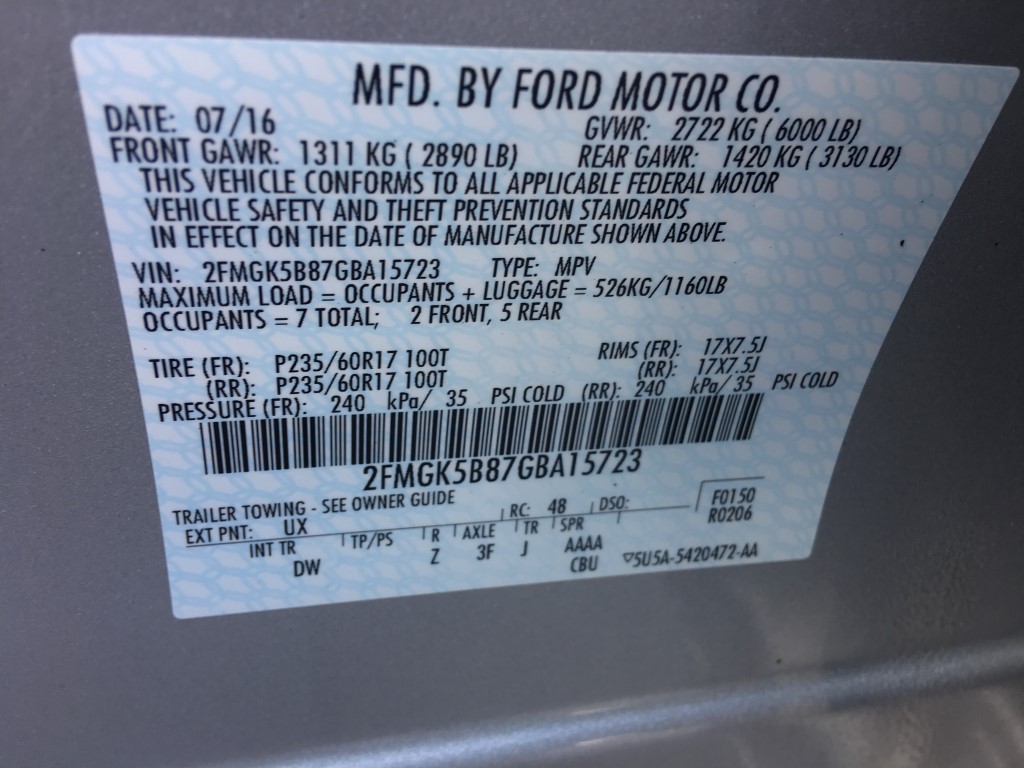 MFD. BY FORD MOTOR CO.
DATE: 07/16 GVWR: 2722 KG ( 6000 LB)
FRONT GAWR: 1311 KG ( 2890 LB) REAR GAWR: 1420 KG ( 3130 LB)
THIS VEHICLE CONFORMS TO ALL APPLICABLE FEDERAL MOTOR
VEHICLE SAFETY AND THEFT PREVENTION STANDARDS
IN EFFECT ON THE DATE OF MANUFACTURE SHOWN ABOVE.
VIN: 2FMGK5B87GBA15723 TYPE: MPV
MAXIMUM LOAD = OCCUPANTS + LUGGAGE = 526KG/1160LB
OCCUPANTS = 7 TOTAL; 2 FRONT, 5 REAR
TIRE (FR): P235/60R17 100T RIMS (FR): 17X7.5J
(RR): P235/60R17 100T (RR): 17X7.5J
PRESSURE (FR): 240 kPa/ 35 PSI COLD (RR): 240 kPa/ 35 PSI COLD
2FMGK5B87GBA15723
TRAILER TOWING - SEE OWNER GUIDE F0150
EXT PNT: UX RC: 48 DSO: R0206
INT TR TP/PS R AXLE TR SPR
DW Z 3F J AAAA
CBU ▽5U5A-5420472-AA